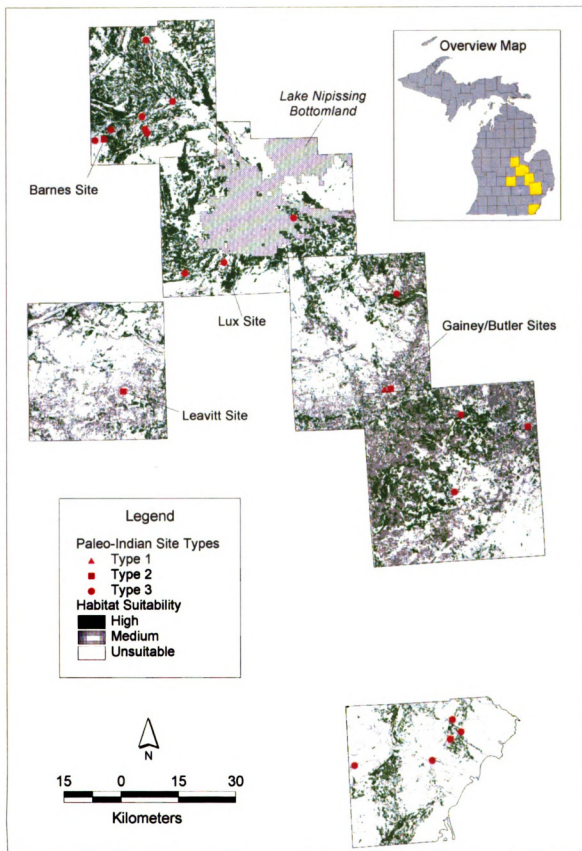 Overview Map
Lake Nipissing
Bottomland
Barnes Site
Lux Site
Gainey/Butler Sites
Leavitt Site
Legend
Paleo-Indian Site Types
Type 1
Type 2
Type 3
Habitat Suitability
High
Medium
Unsuitable
N
15 0 15 30
Kilometers